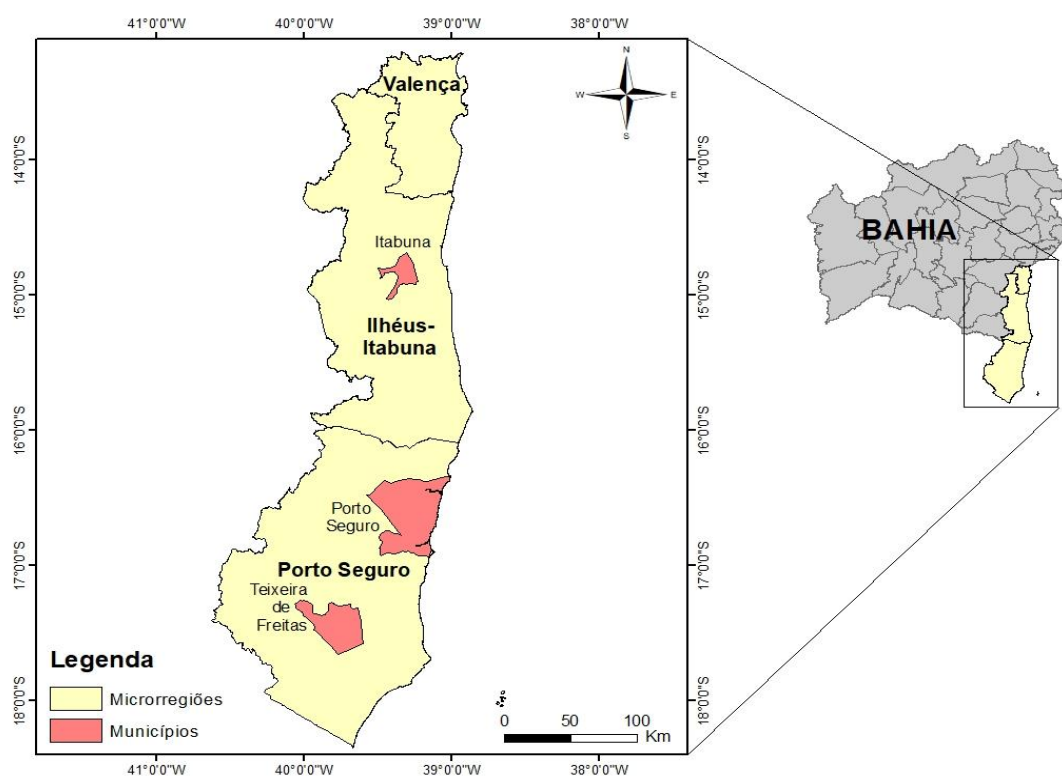 41°0'0"W
40°0'0"W
39°0'0"W
38°0'0"W
Valença
N
W
E
S
14°0'0"S
14°0'0"S
BAHIA
Itabuna
15°0'0"S
15°0'0"S
Ilhéus-
Itabuna
16°0'0"S
16°0'0"S
Porto
Seguro
17°0'0"S
17°0'0"S
Porto Seguro
Teixeira
de
Freitas
Legenda
Microrregiões
Municípios
18°0'0"S
18°0'0"S
0
50
100
Km
41°0'0"W
40°0'0"W
39°0'0"W
38°0'0"W